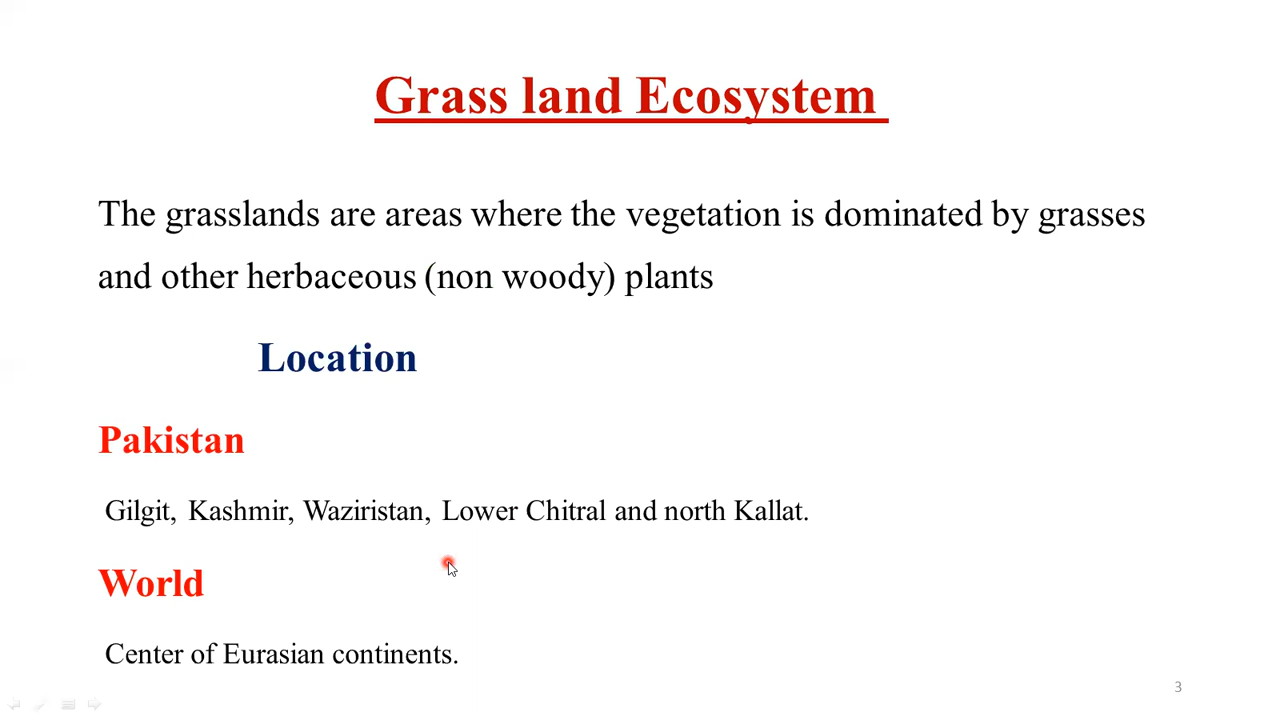 Grass land Ecosystem
The grasslands are areas where the vegetation is dominated by grasses
and other herbaceous (non woody) plants
Location
Pakistan
Gilgit, Kashmir, Waziristan, Lower Chitral and north Kallat.
World
Center of Eurasian continents.
3